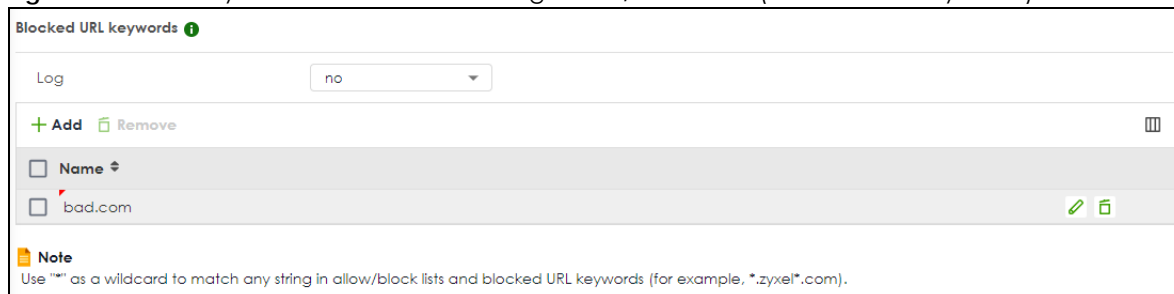 Blocked URL keywords
Log no
Add Remove
Name
bad.com
Note
Use "*" as a wildcard to match any string in allow/block lists and blocked URL keywords (for example, *.zyxel*.com).